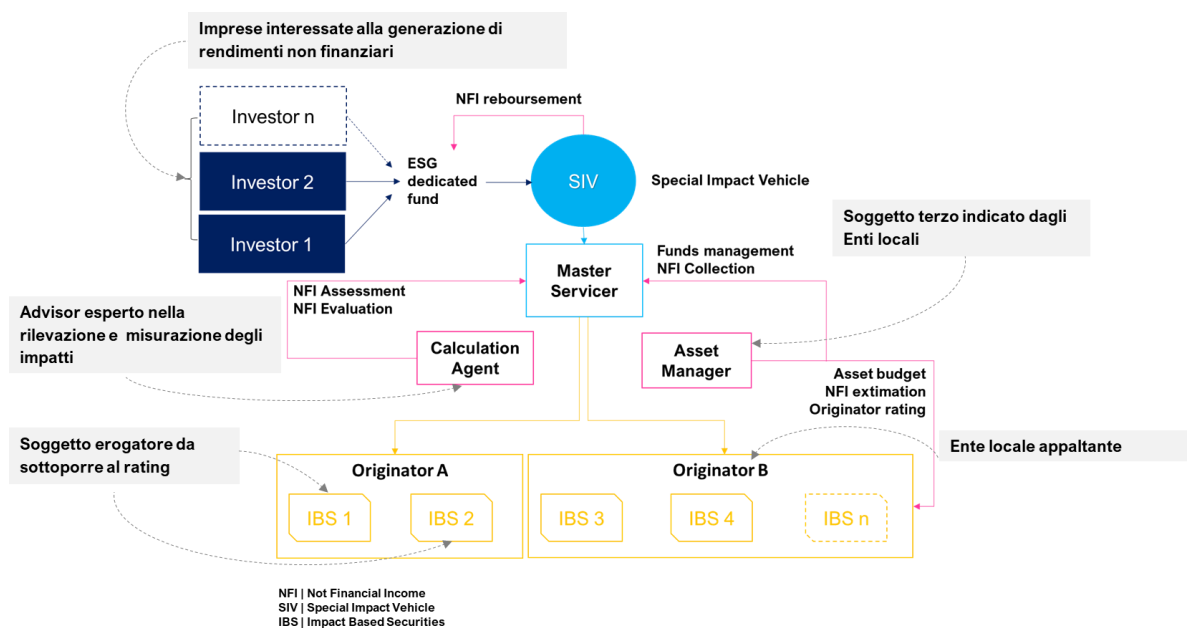 Imprese interessate alla generazione di
rendimenti non finanziari
NFI reboursement
Investor n
Investor 2
Investor 1
ESG
dedicated
fund
SIV
Special Impact Vehicle
Soggetto terzo indicato dagli
Enti locali
Funds management
NFI Collection
Master
Servicer
NFI Assessment
NFI Evaluation
Advisor esperto nella
rilevazione e misurazione degli
impatti
Calculation
Agent
Asset
Manager
Asset budget
NFI extimation
Originator rating
Soggetto erogatore da
sottoporre al rating
Ente locale appaltante
Originator A
Originator B
IBS 1
IBS 2
IBS 3
IBS 4
IBS n
NFI | Not Financial Income
SIV | Special Impact Vehicle
IBS | Impact Based Securities